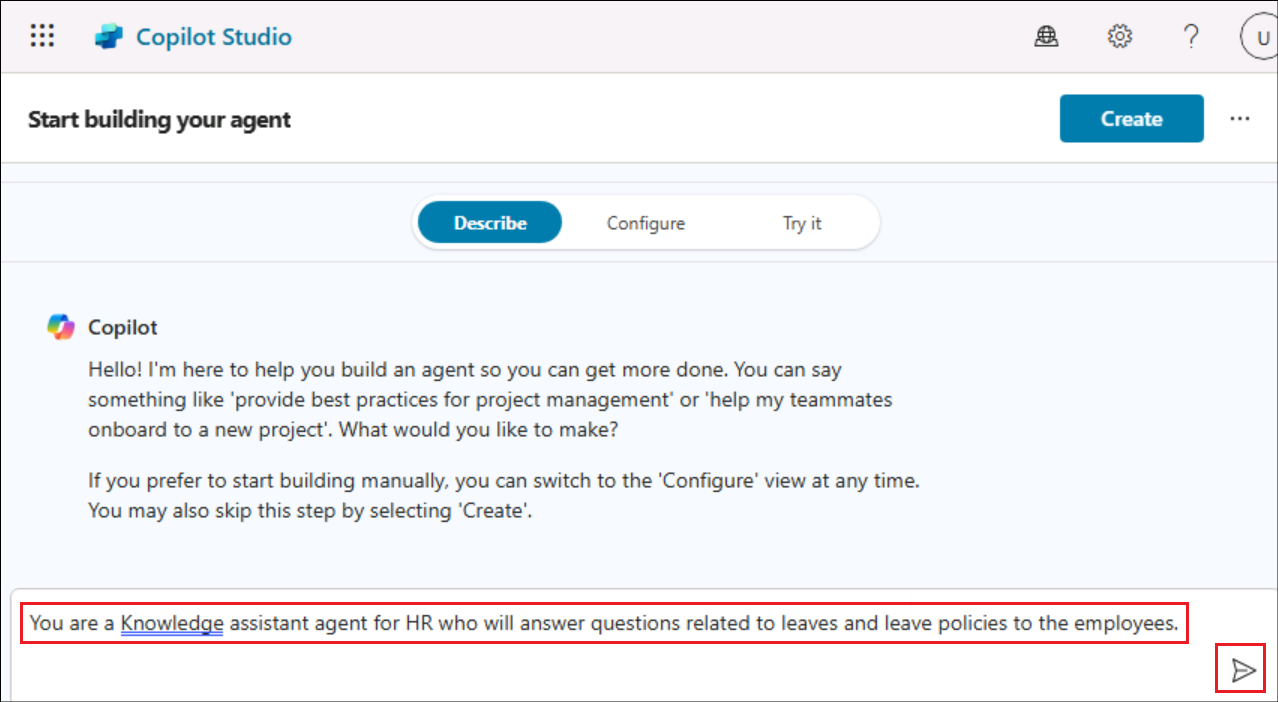 Copilot Studio
?
U
Start building your agent
Create
...
Describe
Configure
Try it
Copilot
Hello! I'm here to help you build an agent so you can get more done. You can say
something like 'provide best practices for project management' or 'help my teammates
onboard to a new project'. What would you like to make?
If you prefer to start building manually, you can switch to the 'Configure' view at any time.
You may also skip this step by selecting 'Create'.
You are a Knowledge assistant agent for HR who will answer questions related to leaves and leave policies to the employees.